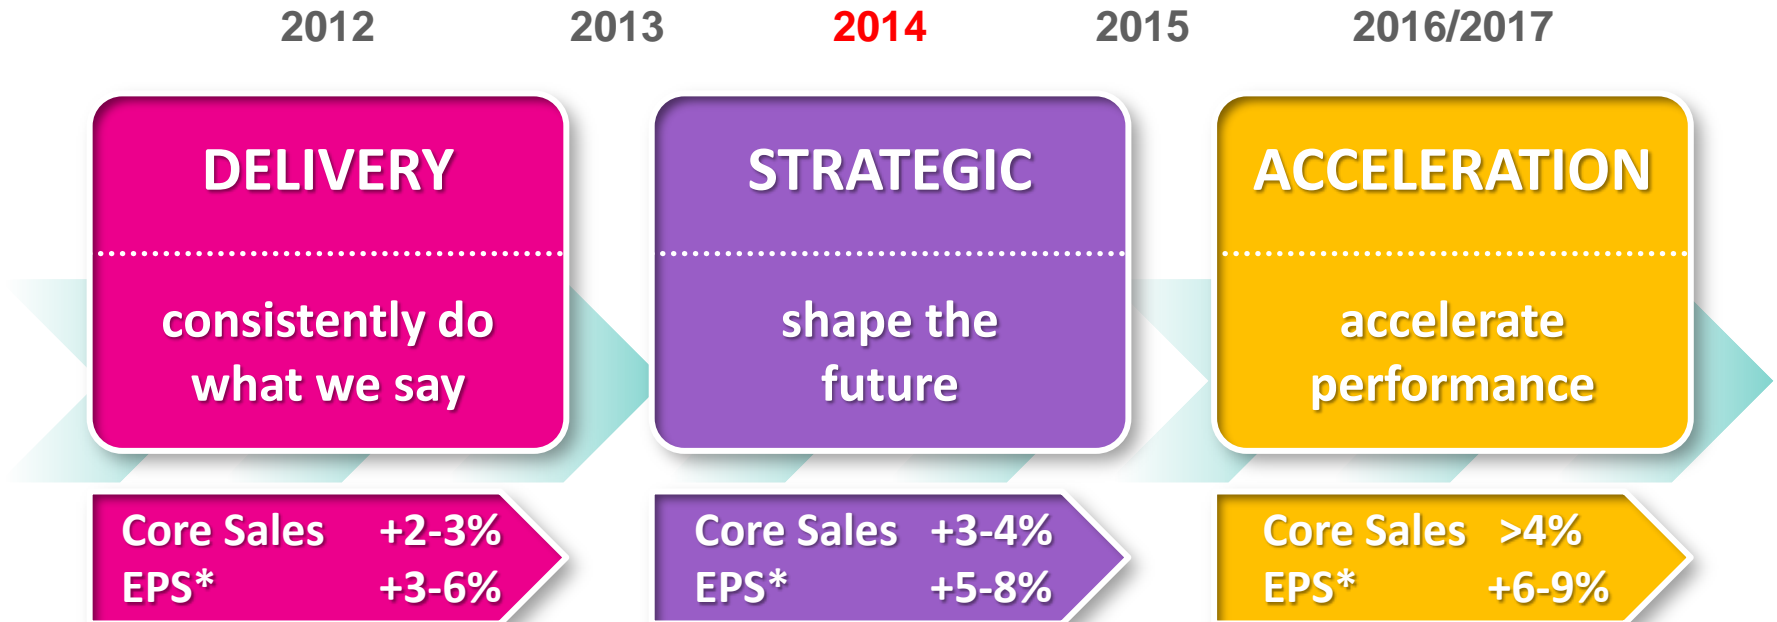 2012 2013 2014 2015 2016/2017
DELIVERY
consistently do
what we say
Core Sales +2-3%
EPS* +3-6%
STRATEGIC
shape the
future
Core Sales +3-4%
EPS* +5-8%
ACCELERATION
accelerate
performance
Core Sales >4%
EPS* +6-9%